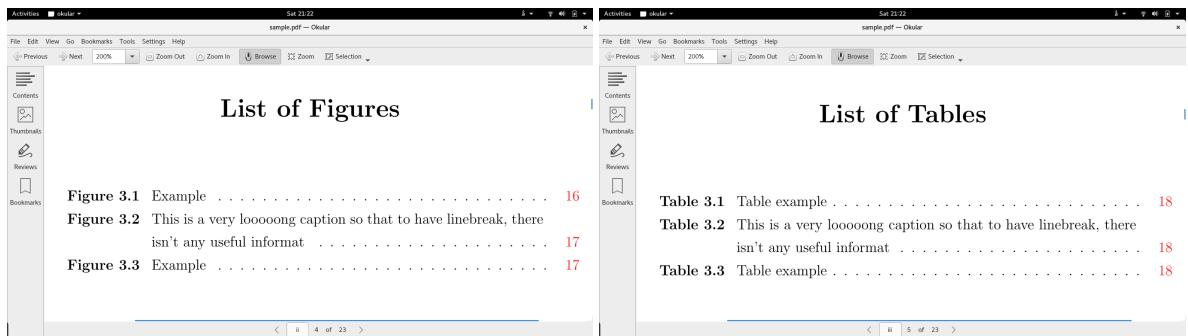 Activities okular Sat 21:22
sample.pdf — Okular ×
File Edit View Go Bookmarks Tools Settings Help
Previous Next 200% Zoom Out Zoom In Browse Zoom Selection
Contents
Thumbnails
Reviews
Bookmarks
List of Figures
Figure 3.1 Example . . . . . . . . . . . . . . . . . . . . . . . . . . . . . 16
Figure 3.2 This is a very looooong caption so that to have linebreak, there
isn't any useful informat . . . . . . . . . . . . . . . . . . . . 17
Figure 3.3 Example . . . . . . . . . . . . . . . . . . . . . . . . . . . . . 17
< ii 4 of 23 >
Activities okular Sat 21:22
sample.pdf — Okular ×
File Edit View Go Bookmarks Tools Settings Help
Previous Next 200% Zoom Out Zoom In Browse Zoom Selection
Contents
Thumbnails
Reviews
Bookmarks
List of Tables
Table 3.1 Table example . . . . . . . . . . . . . . . . . . . . . . . . . . 18
Table 3.2 This is a very looooong caption so that to have linebreak, there
isn't any useful informat . . . . . . . . . . . . . . . . . . . . . 18
Table 3.3 Table example . . . . . . . . . . . . . . . . . . . . . . . . . . 18
< iii 5 of 23 >